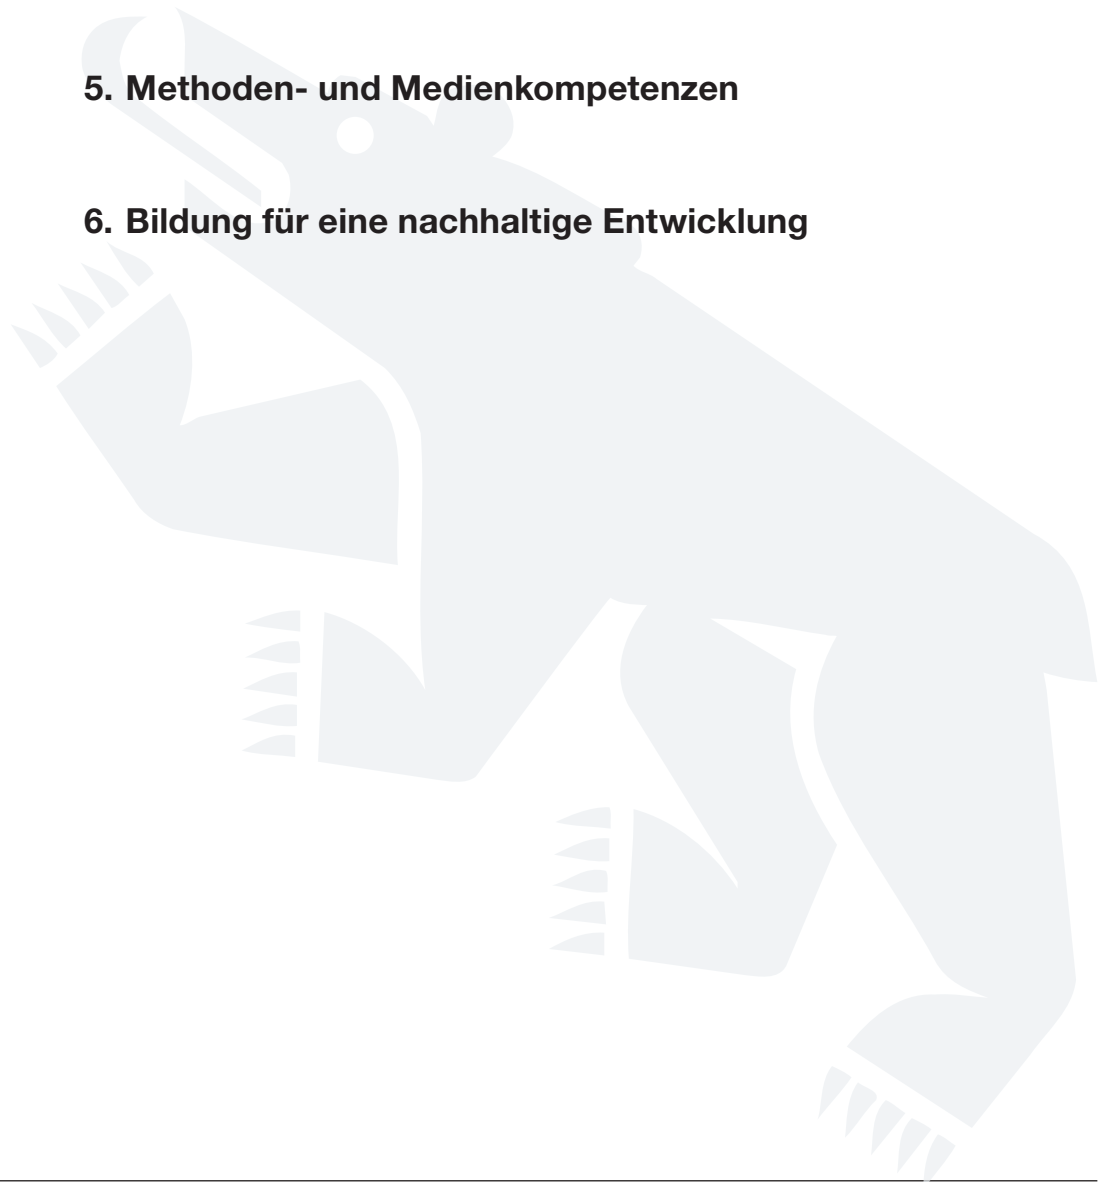 5. Methoden- und Medienkompetenzen
6. Bildung für eine nachhaltige Entwicklung